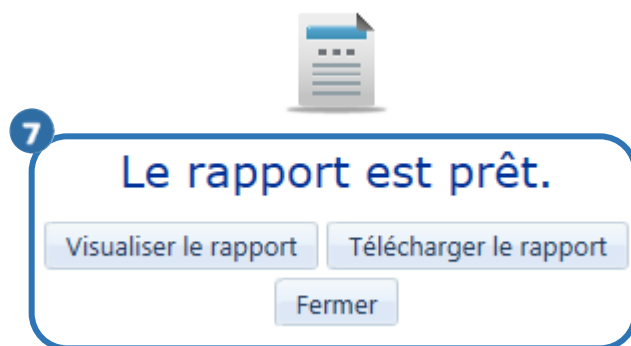 7
Le rapport est prêt.
Visualiser le rapport Télécharger le rapport
Fermer